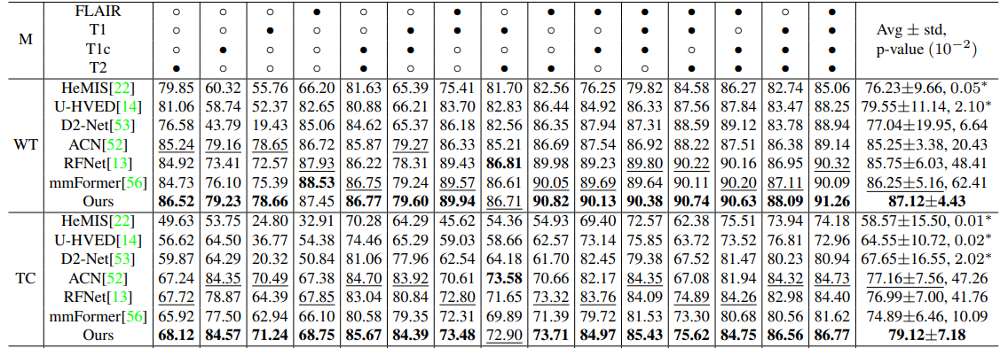 FLAIR ○ ○ ○ ● ○ ○ ● ○ ● ● ● ● ● ○ ●
M T1 ○ ○ ● ○ ○ ● ● ● ○ ○ ● ● ○ ● ● Avg ± std,
T1c ○ ● ○ ○ ● ● ○ ○ ○ ● ● ○ ● ● ● p-value (10⁻²)
T2 ● ○ ○ ○ ● ○ ○ ● ● ○ ○ ● ● ● ●
HeMIS[22] 79.85 60.32 55.76 66.20 81.63 65.39 75.41 81.70 82.56 76.25 79.82 84.58 86.27 82.74 85.06 76.23±9.66, 0.05*
U-HVED[14] 81.06 58.74 52.37 82.65 80.88 66.21 83.70 82.83 86.44 84.92 86.33 87.56 87.84 83.47 88.25 79.55±11.14, 2.10*
D2-Net[53] 76.58 43.79 19.43 85.06 84.62 65.37 86.18 82.56 86.35 87.94 87.31 88.59 89.12 83.78 88.94 77.04±19.95, 6.64
WT ACN[52] 85.24 79.16 78.65 86.72 85.87 79.27 86.33 85.21 86.69 87.54 86.92 88.22 87.51 86.38 89.14 85.25±3.38, 20.43
RFNet[13] 84.92 73.41 72.57 87.93 86.22 78.31 89.43 86.81 89.98 89.23 89.80 90.22 90.16 86.95 90.32 85.75±6.03, 48.41
mmFormer[56] 84.73 76.10 75.39 88.53 86.75 79.24 89.57 86.61 90.05 89.69 89.64 90.11 90.20 87.11 90.09 86.25±5.16, 62.41
Ours 86.52 79.23 78.66 87.45 86.77 79.60 89.94 86.71 90.82 90.13 90.38 90.74 90.63 88.09 91.26 87.12±4.43
HeMIS[22] 49.63 53.75 24.80 32.91 70.28 64.29 45.62 54.36 54.93 69.40 72.57 62.38 75.51 73.94 74.18 58.57±15.50, 0.01*
U-HVED[14] 56.62 64.50 36.77 54.38 74.46 65.29 59.03 58.66 62.57 73.14 75.85 63.72 73.52 76.81 72.96 64.55±10.72, 0.02*
D2-Net[53] 59.87 64.29 20.32 50.84 81.06 77.96 62.54 64.18 61.70 82.45 79.38 67.52 81.47 80.23 80.94 67.65±16.55, 2.02*
TC ACN[52] 67.24 84.35 70.49 67.38 84.70 83.92 70.61 73.58 70.66 82.17 84.35 67.08 81.94 84.32 84.73 77.16±7.56, 47.26
RFNet[13] 67.72 78.87 64.39 67.85 83.04 80.84 72.80 71.65 73.32 83.76 84.09 74.89 84.26 82.98 84.40 76.99±7.00, 41.76
mmFormer[56] 65.92 77.50 62.94 66.10 80.58 79.35 72.31 69.89 71.39 79.72 81.53 73.30 80.68 80.56 81.62 74.89±6.46, 10.09
Ours 68.12 84.57 71.24 68.75 85.67 84.39 73.48 72.90 73.71 84.97 85.43 75.62 84.75 86.56 86.77 79.12±7.18